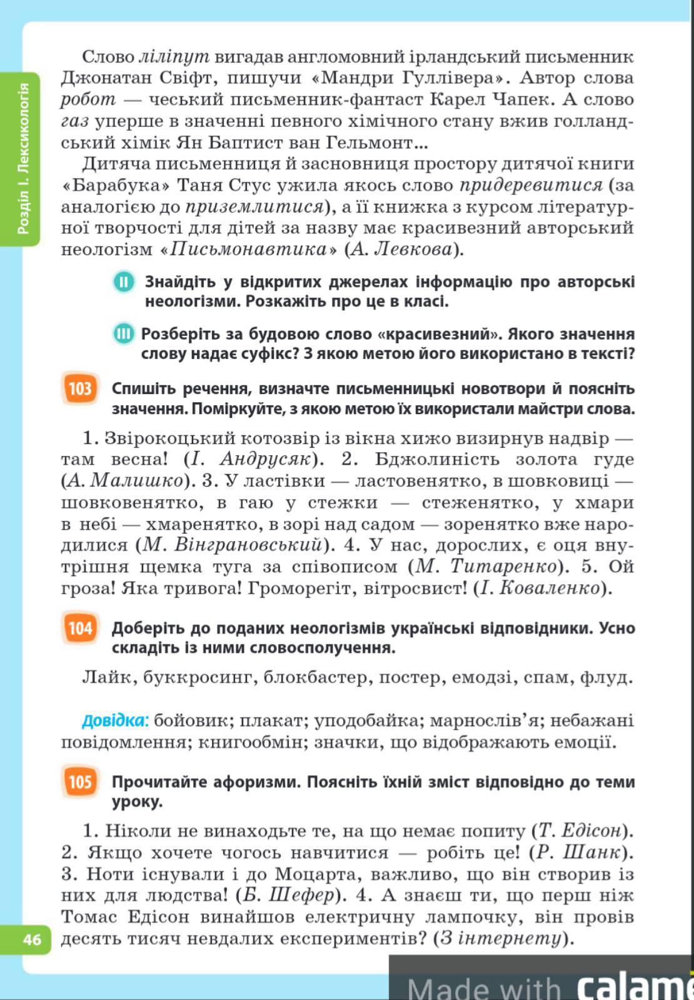 Розділ І. Лексикологія
Слово ліліпут вигадав англомовний ірландський письменник
Джонатан Свіфт, пишучи «Мандри Гуллівера». Автор слова
робот — чеський письменник-фантаст Карел Чапек. А слово
газ уперше в значенні певного хімічного стану вжив голланд-
ський хімік Ян Баптист ван Гельмонт...
Дитяча письменниця й засновниця простору дитячої книги
«Барабука» Таня Стус ужила якось слово придеревитися (за
аналогією до приземлитися), а її книжка з курсом літератур-
ної творчості для дітей за назву має красивезний авторський
неологізм «Письмонавтика» (А. Левкова).
II Знайдіть у відкритих джерелах інформацію про авторські
неологізми. Розкажіть про це в класі.
III Розберіть за будовою слово «красивезний». Якого значення
слову надає суфікс? З якою метою його використано в тексті?
103 Спишіть речення, визначте письменницькі новотвори й поясніть
значення. Поміркуйте, з якою метою їх використали майстри слова.
1. Звірокоцький котозвір із вікна хижо визирнув надвір —
там весна! (І. Андрусяк). 2. Бджолиність золота гуде
(А. Малишко). 3. У ластівки — ластовенятко, в шовковиці —
шовковенятко, в гаю у стежки — стеженятко, у хмари
в небі — хмаренятко, в зорі над садом — зоренятко вже наро-
дилися (М. Вінграновський). 4. У нас, дорослих, є оця вну-
трішня щемка туга за співописом (М. Титаренко). 5. Ой
гроза! Яка тривога! Громорегіт, вітросвист! (І. Коваленко).
104 Доберіть до поданих неологізмів українські відповідники. Усно
складіть із ними словосполучення.
Лайк, буккросинг, блокбастер, постер, емодзі, спам, флуд.
Довідка: бойовик; плакат; уподобайка; марнослів’я; небажані
повідомлення; книгообмін; значки, що відображають емоції.
105 Прочитайте афоризми. Поясніть їхній зміст відповідно до теми
уроку.
1. Ніколи не винаходьте те, на що немає попиту (Т. Едісон).
2. Якщо хочете чогось навчитися — робіть це! (Р. Шанк).
3. Ноти існували і до Моцарта, важливо, що він створив із
них для людства! (Б. Шефер). 4. А знаєш ти, що перш ніж
Томас Едісон винайшов електричну лампочку, він провів
десять тисяч невдалих експериментів? (З інтернету).
46
Made with calamé